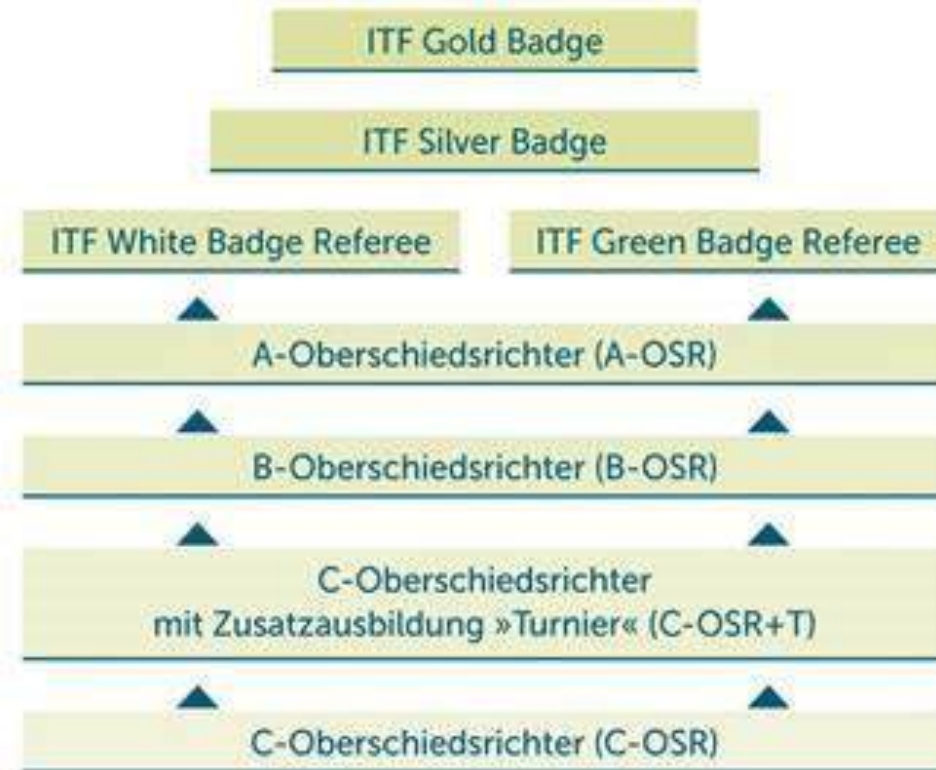 ITF Gold Badge
ITF Silver Badge
ITF White Badge Referee
ITF Green Badge Referee
A-Oberschiedsrichter (A-OSR)
B-Oberschiedsrichter (B-OSR)
C-Oberschiedsrichter
mit Zusatzausbildung »Turnier« (C-OSR+T)
C-Oberschiedsrichter (C-OSR)